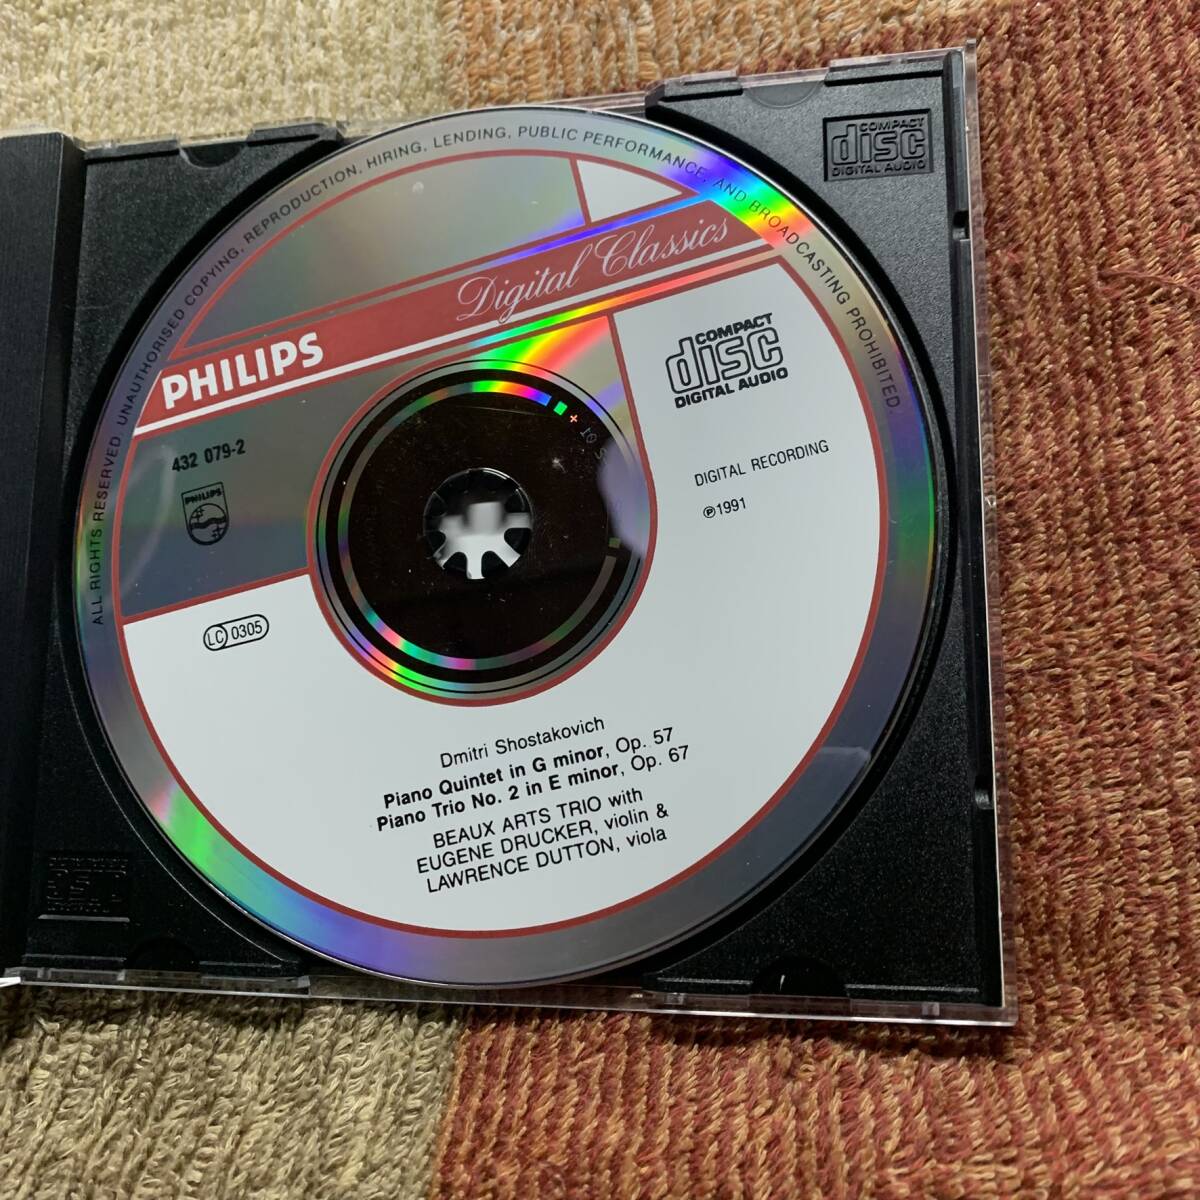 ALL RIGHTS RESERVED. UNAUTHORISED COPYING, REPRODUCTION, HIRING, LENDING, PUBLIC PERFORMANCE, AND BROADCASTING PROHIBITED.
COMPACT
disc
DIGITAL AUDIO
Digital Classics
PHILIPS
COMPACT
disc
DIGITAL AUDIO
432 079-2
PHILIPS
DIGITAL RECORDING
℗1991
LC 0305
Dmitri Shostakovich
Piano Quintet in G minor, Op. 57
Piano Trio No. 2 in E minor, Op. 67
BEAUX ARTS TRIO with
EUGENE DRUCKER, violin &
LAWRENCE DUTTON, viola